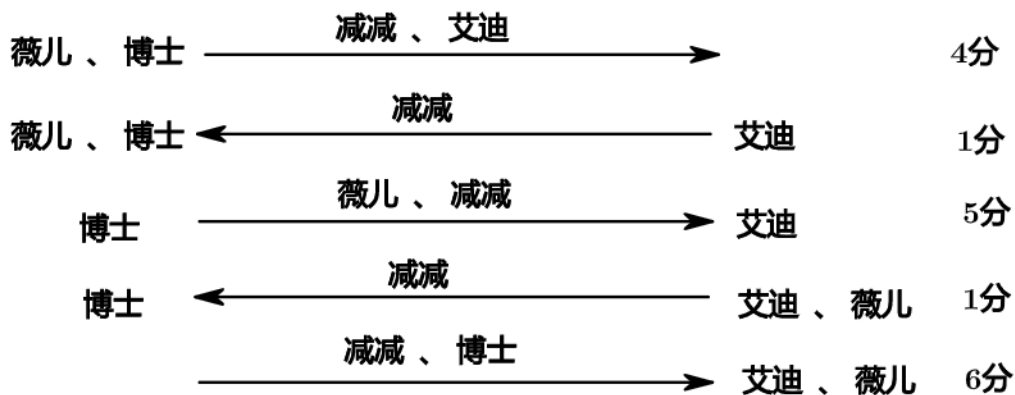 减减 、 艾迪
薇儿 、 博士 4分
减减
薇儿 、 博士 艾迪 1分
薇儿 、 减减
博士 艾迪 5分
减减
博士 艾迪 、 薇儿 1分
减减 、 博士
艾迪 、 薇儿 6分